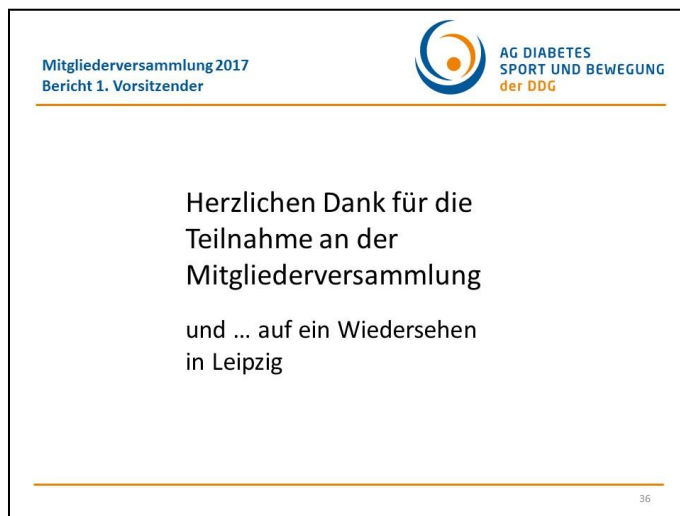 Mitgliederversammlung 2017
Bericht 1. Vorsitzender
AG DIABETES
SPORT UND BEWEGUNG
der DDG
Herzlichen Dank für die
Teilnahme an der
Mitgliederversammlung
und ... auf ein Wiedersehen
in Leipzig
36